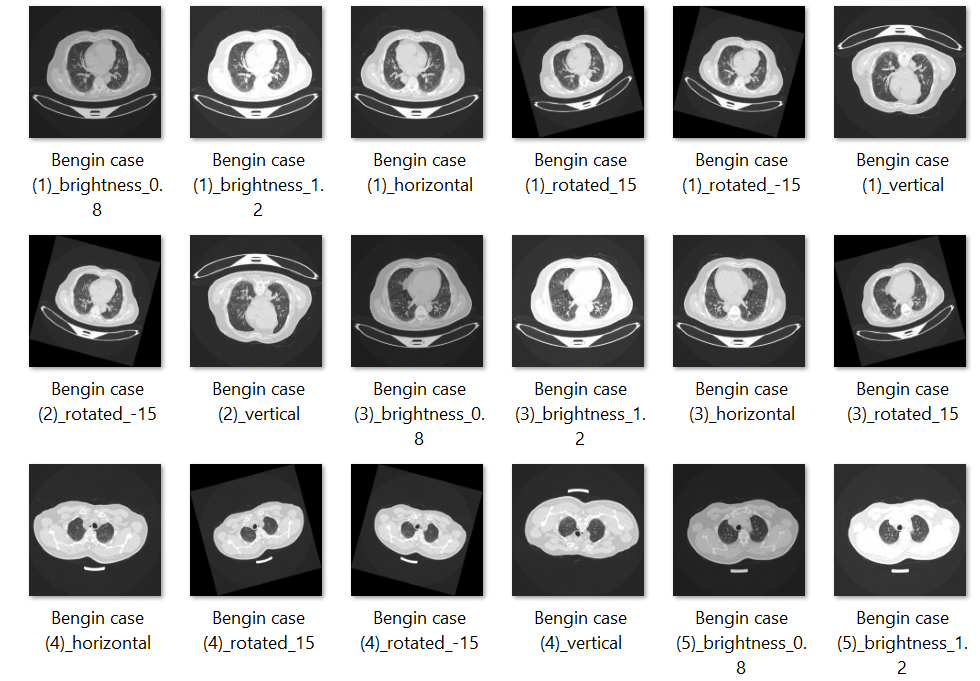 Bengin case
(1)_brightness_0.
8
Bengin case
(1)_brightness_1.
2
Bengin case
(1)_horizontal
Bengin case
(1)_rotated_15
Bengin case
(1)_rotated_-15
Bengin case
(1)_vertical
Bengin case
(2)_rotated_-15
Bengin case
(2)_vertical
Bengin case
(3)_brightness_0.
8
Bengin case
(3)_brightness_1.
2
Bengin case
(3)_horizontal
Bengin case
(3)_rotated_15
Bengin case
(4)_horizontal
Bengin case
(4)_rotated_15
Bengin case
(4)_rotated_-15
Bengin case
(4)_vertical
Bengin case
(5)_brightness_0.
8
Bengin case
(5)_brightness_1.
2